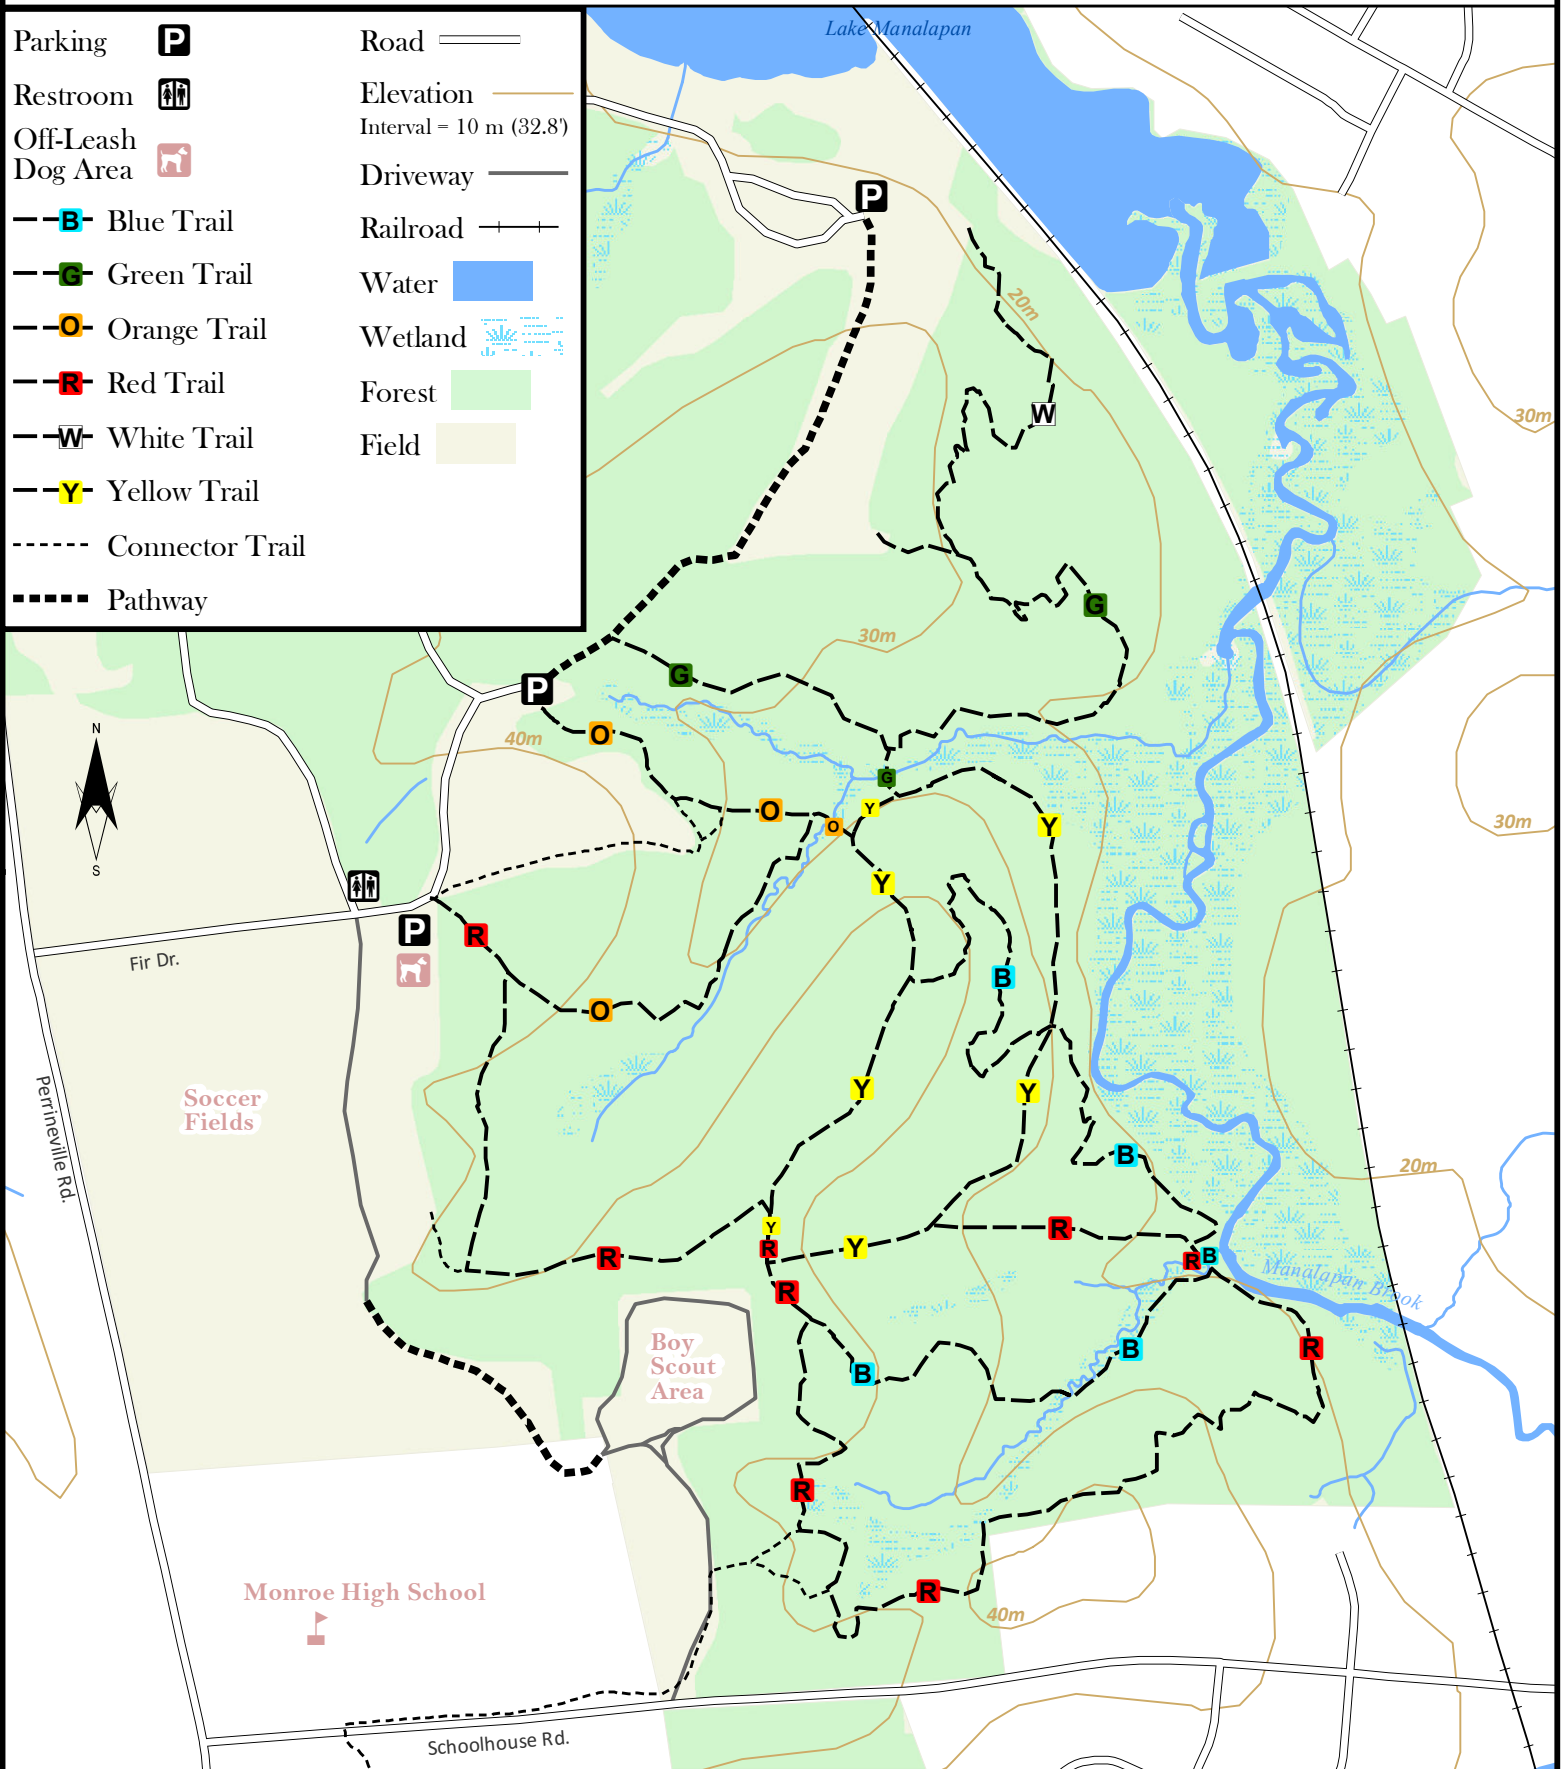 Parking
P
Restroom
Off-Leash
Dog Area
B
Blue Trail
G
Green Trail
O
Orange Trail
R
Red Trail
W
White Trail
Y
Yellow Trail
Connector Trail
Pathway
Road
Elevation
Interval = 10 m (32.8')
Driveway
Railroad
Water
Wetland
Forest
Field
Lake Manalapan
P
20m
30m
W
G
30m
G
P
O
40m
N
S
G
Y
O
O
Y
30m
Y
P
R
Fir Dr.
B
O
Perrineville Rd.
Soccer
Fields
Y
Y
B
20m
Y
R
R
Y
R
R
B
R
Manalapan Brook
R
Boy
Scout
Area
B
B
R
R
Monroe High School
R
40m
Schoolhouse Rd.